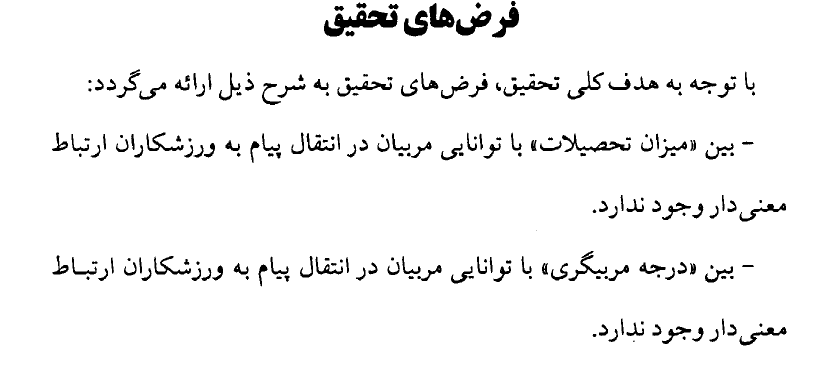 فرض‌های تحقیق
با توجه به هدف کلی تحقیق، فرض‌های تحقیق به شرح ذیل ارائه می‌گردد:
- بین «میزان تحصیلات» با توانایی مربیان در انتقال پیام به ورزشکاران ارتباط
معنی‌دار وجود ندارد.
- بین «درجه مربیگری» با توانایی مربیان در انتقال پیام به ورزشکاران ارتبـاط
معنی‌دار وجود ندارد.